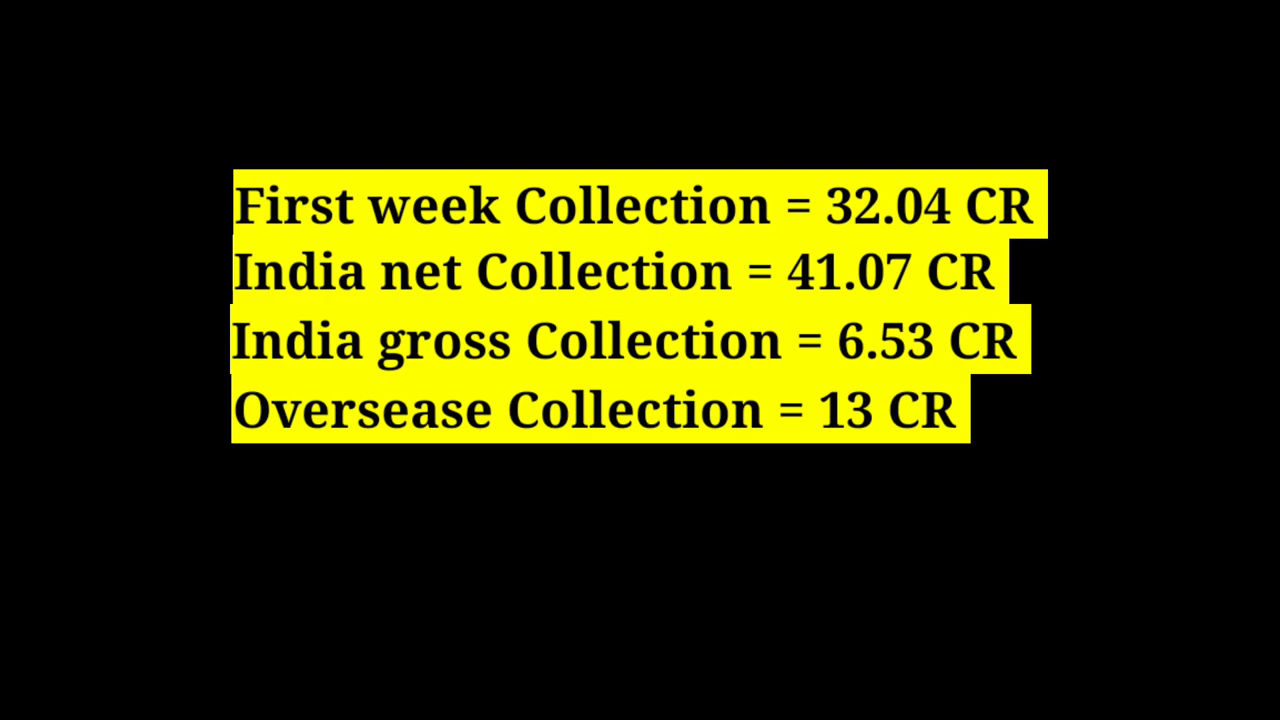 First week Collection = 32.04 CR
India net Collection = 41.07 CR
India gross Collection = 6.53 CR
Oversease Collection = 13 CR